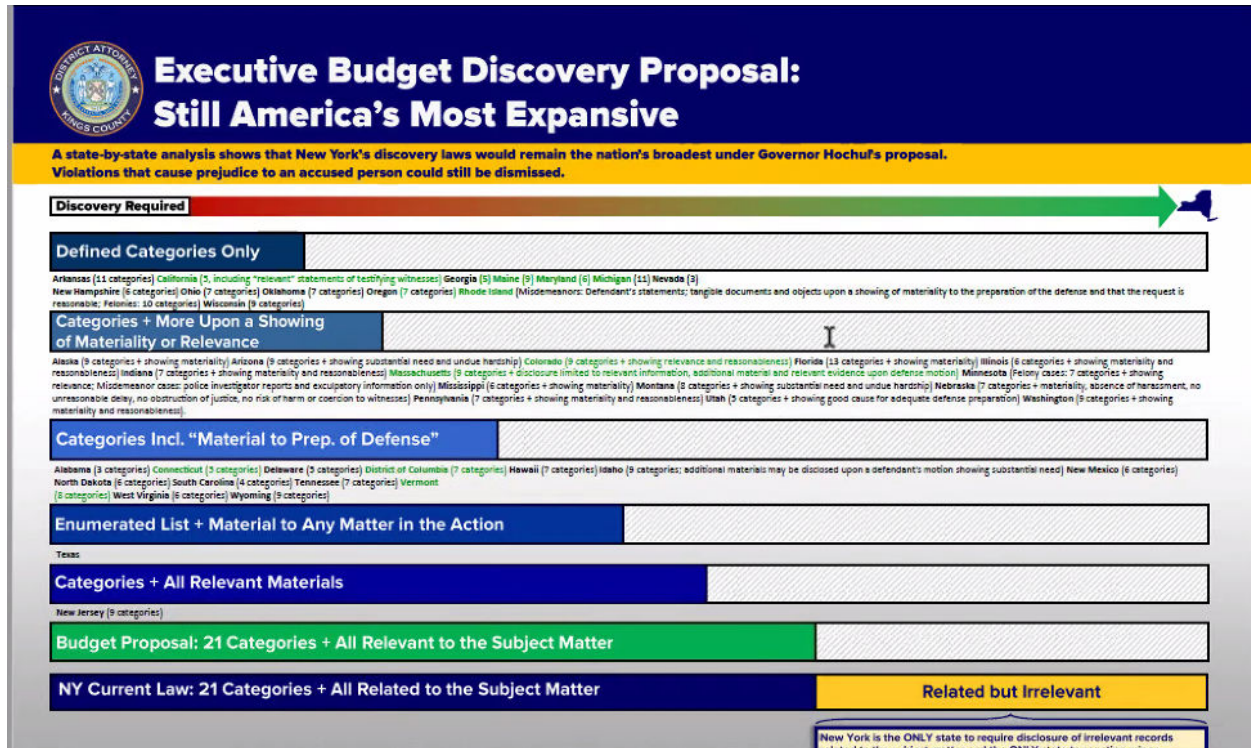 DISTRICT ATTORNEY
KINGS COUNTY
Executive Budget Discovery Proposal:
Still America's Most Expansive
A state-by-state analysis shows that New York's discovery laws would remain the nation's broadest under Governor Hochul's proposal.
Violations that cause prejudice to an accused person could still be dismissed.
Discovery Required
Defined Categories Only
Arkansas (11 categories) California (5, including "relevant" statements of testifying witnesses) Georgia (5) Maine (9) Maryland (6) Michigan (11) Nevada (3)
New Hampshire (6 categories) Ohio (7 categories) Oklahoma (7 categories) Oregon (7 categories) Rhode Island (Misdemeanors: Defendant's statements; tangible documents and objects upon a showing of materiality to the preparation of the defense and that the request is
reasonable; Felonies: 10 categories) Wisconsin (9 categories)
Categories + More Upon a Showing
of Materiality or Relevance
Alaska (9 categories + showing materiality) Arizona (9 categories + showing substantial need and undue hardship) Colorado (9 categories + showing relevance and reasonableness) Florida (13 categories + showing materiality) Illinois (6 categories + showing materiality and
reasonableness) Indiana (7 categories + showing materiality and reasonableness) Massachusetts (9 categories + disclosure limited to relevant information, additional material and relevant evidence upon defense motion) Minnesota (Felony cases: 7 categories + showing
relevance; Misdemeanor cases: police investigator reports and exculpatory information only) Mississippi (6 categories + showing materiality) Montana (8 categories + showing substantial need and undue hardship) Nebraska (7 categories + materiality, absence of harassment, no
unreasonable delay, no obstruction of justice, no risk of harm or coercion to witnesses) Pennsylvania (7 categories + showing materiality and reasonableness) Utah (5 categories + showing good cause for adequate defense preparation) Washington (9 categories + showing
materiality and reasonableness).
Categories Incl. "Material to Prep. of Defense"
Alabama (3 categories) Connecticut (5 categories) Delaware (5 categories) District of Columbia (7 categories) Hawaii (7 categories) Idaho (9 categories; additional materials may be disclosed upon a defendant's motion showing substantial need) New Mexico (6 categories)
North Dakota (6 categories) South Carolina (4 categories) Tennessee (7 categories) Vermont
(8 categories) West Virginia (6 categories) Wyoming (9 categories)
Enumerated List + Material to Any Matter in the Action
Texas
Categories + All Relevant Materials
New Jersey (9 categories)
Budget Proposal: 21 Categories + All Relevant to the Subject Matter
NY Current Law: 21 Categories + All Related to the Subject Matter
Related but Irrelevant
New York is the ONLY state to require disclosure of irrelevant records